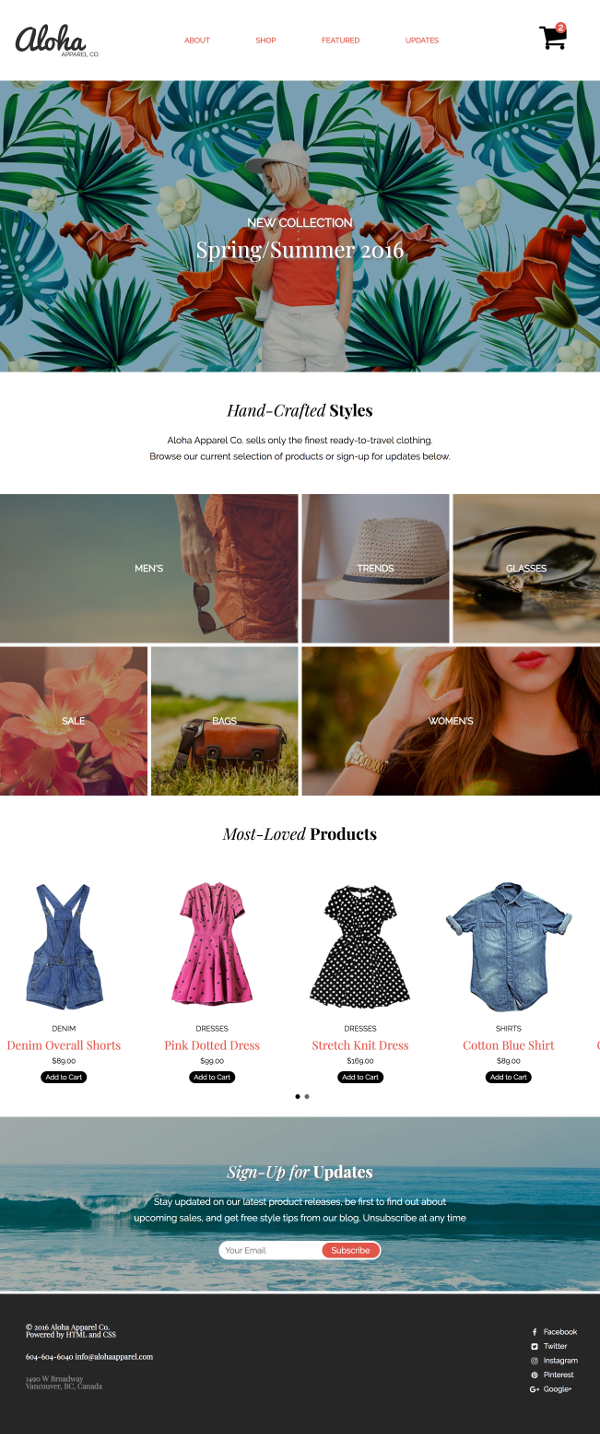 Aloha
APPAREL CO.
ABOUT
SHOP
FEATURED
UPDATES
2
NEW COLLECTION
Spring/Summer 2016
Hand-Crafted Styles
Aloha Apparel Co. sells only the finest ready-to-travel clothing.
Browse our current selection of products or sign-up for updates below.
MEN'S
TRENDS
GLASSES
SALE
BAGS
WOMEN'S
Most-Loved Products
DENIM
Denim Overall Shorts
$89.00
Add to Cart
DRESSES
Pink Dotted Dress
$99.00
Add to Cart
DRESSES
Stretch Knit Dress
$169.00
Add to Cart
SHIRTS
Cotton Blue Shirt
$89.00
Add to Cart
Sign-Up for Updates
Stay updated on our latest product releases, be first to find out about
upcoming sales, and get free style tips from our blog. Unsubscribe at any time
Your Email
Subscribe
© 2016 Aloha Apparel Co.
Powered by HTML and CSS
604-604-6040 info@alohaapparel.com
1490 W Broadway
Vancouver, BC, Canada
Facebook
Twitter
Instagram
Pinterest
Google+